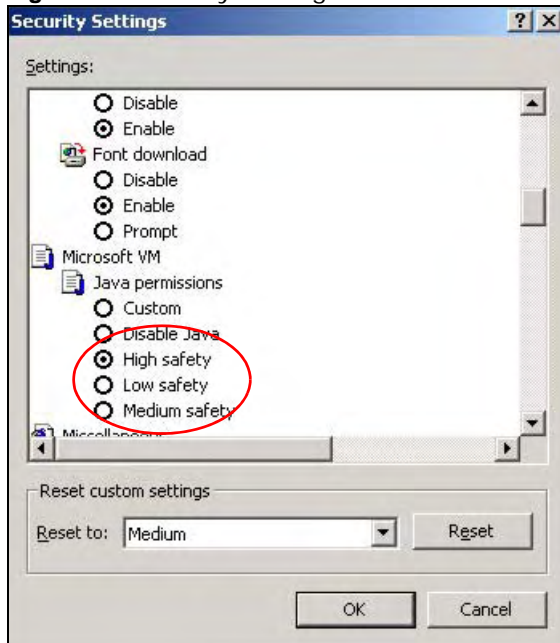 Security Settings
Settings:
Disable
Enable
Font download
Disable
Enable
Prompt
Microsoft VM
Java permissions
Custom
Disable Java
High safety
Low safety
Medium safety
Miscellaneous
Reset custom settings
Reset to: Medium Reset
OK Cancel